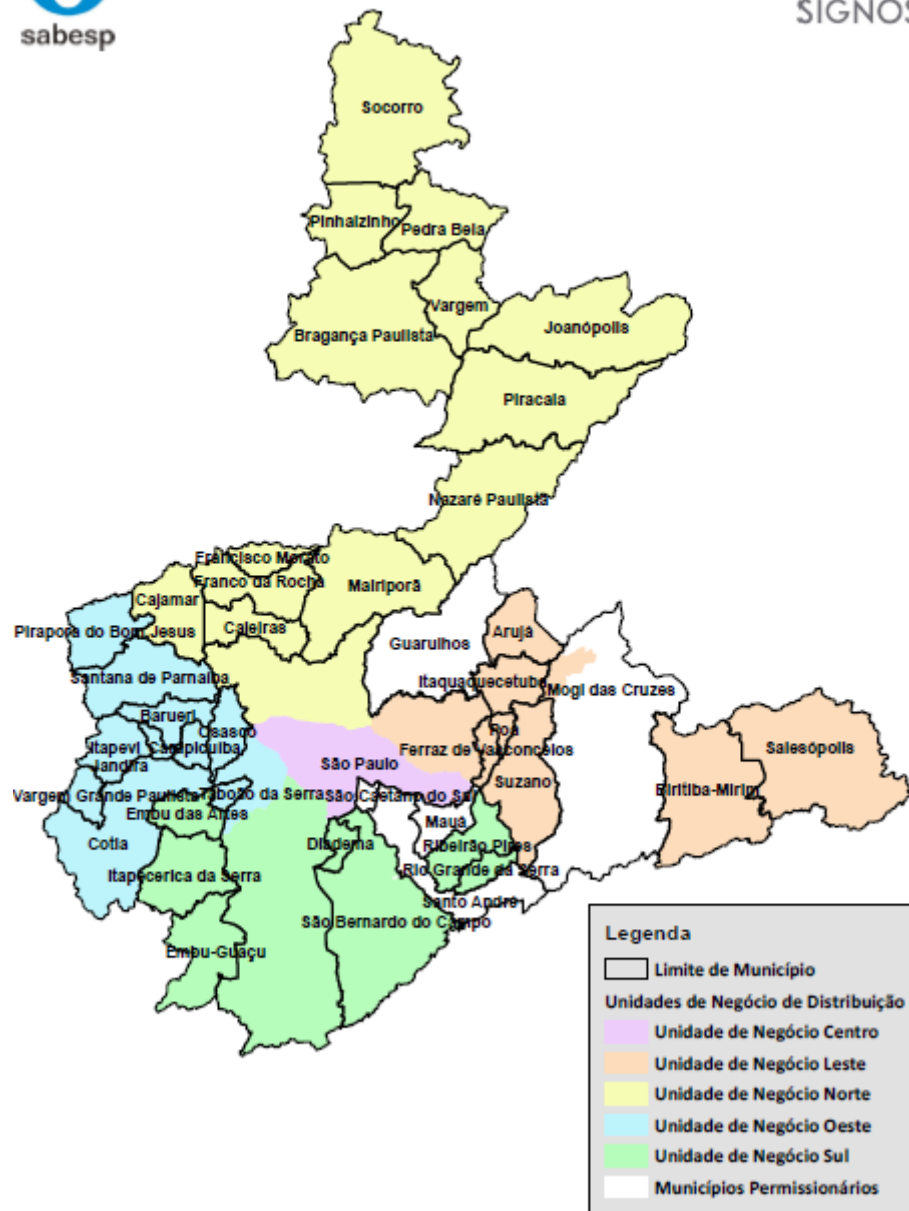 sabesp
SIGNOS
Socorro
Pinhalzinho
Pedra Bela
Vargem
Bragança Paulista
Joanópolis
Piracaia
Nazaré Paulista
Francisco Morato
Franco da Rocha
Mairiporã
Cajamar
Caieiras
Pirapora do Bom Jesus
Guarulhos
Arujá
Santana de Parnaíba
Itaquaquecetuba
Mogi das Cruzes
Barueri
Osasco
Poá
Itapevi
Carapicuíba
Ferraz de Vasconcelos
Salesópolis
Jandira
São Paulo
Suzano
Biritiba-Mirim
Vargem Grande Paulista
Taboão da Serra
São Caetano do Sul
Embu das Artes
Mauá
Cotia
Diadema
Ribeirão Pires
Itapecerica da Serra
Rio Grande da Serra
Santo André
São Bernardo do Campo
Embu-Guaçu
Legenda
Limite de Município
Unidades de Negócio de Distribuição
Unidade de Negócio Centro
Unidade de Negócio Leste
Unidade de Negócio Norte
Unidade de Negócio Oeste
Unidade de Negócio Sul
Municípios Permissionários